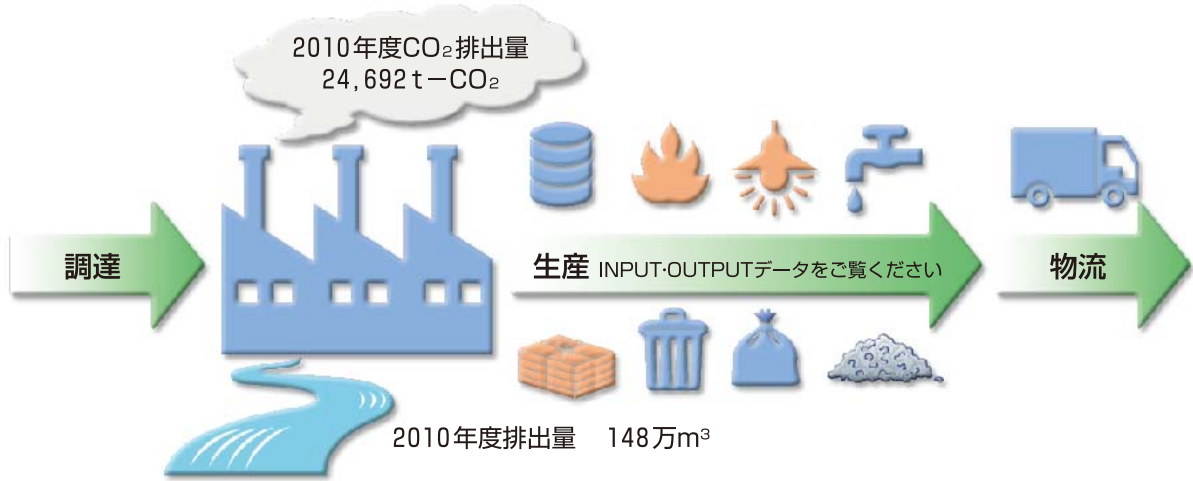 2010年度CO₂排出量
24,692t−CO₂
調達
生産 INPUT･OUTPUTデータをご覧ください
物流
2010年度排出量　148万m³